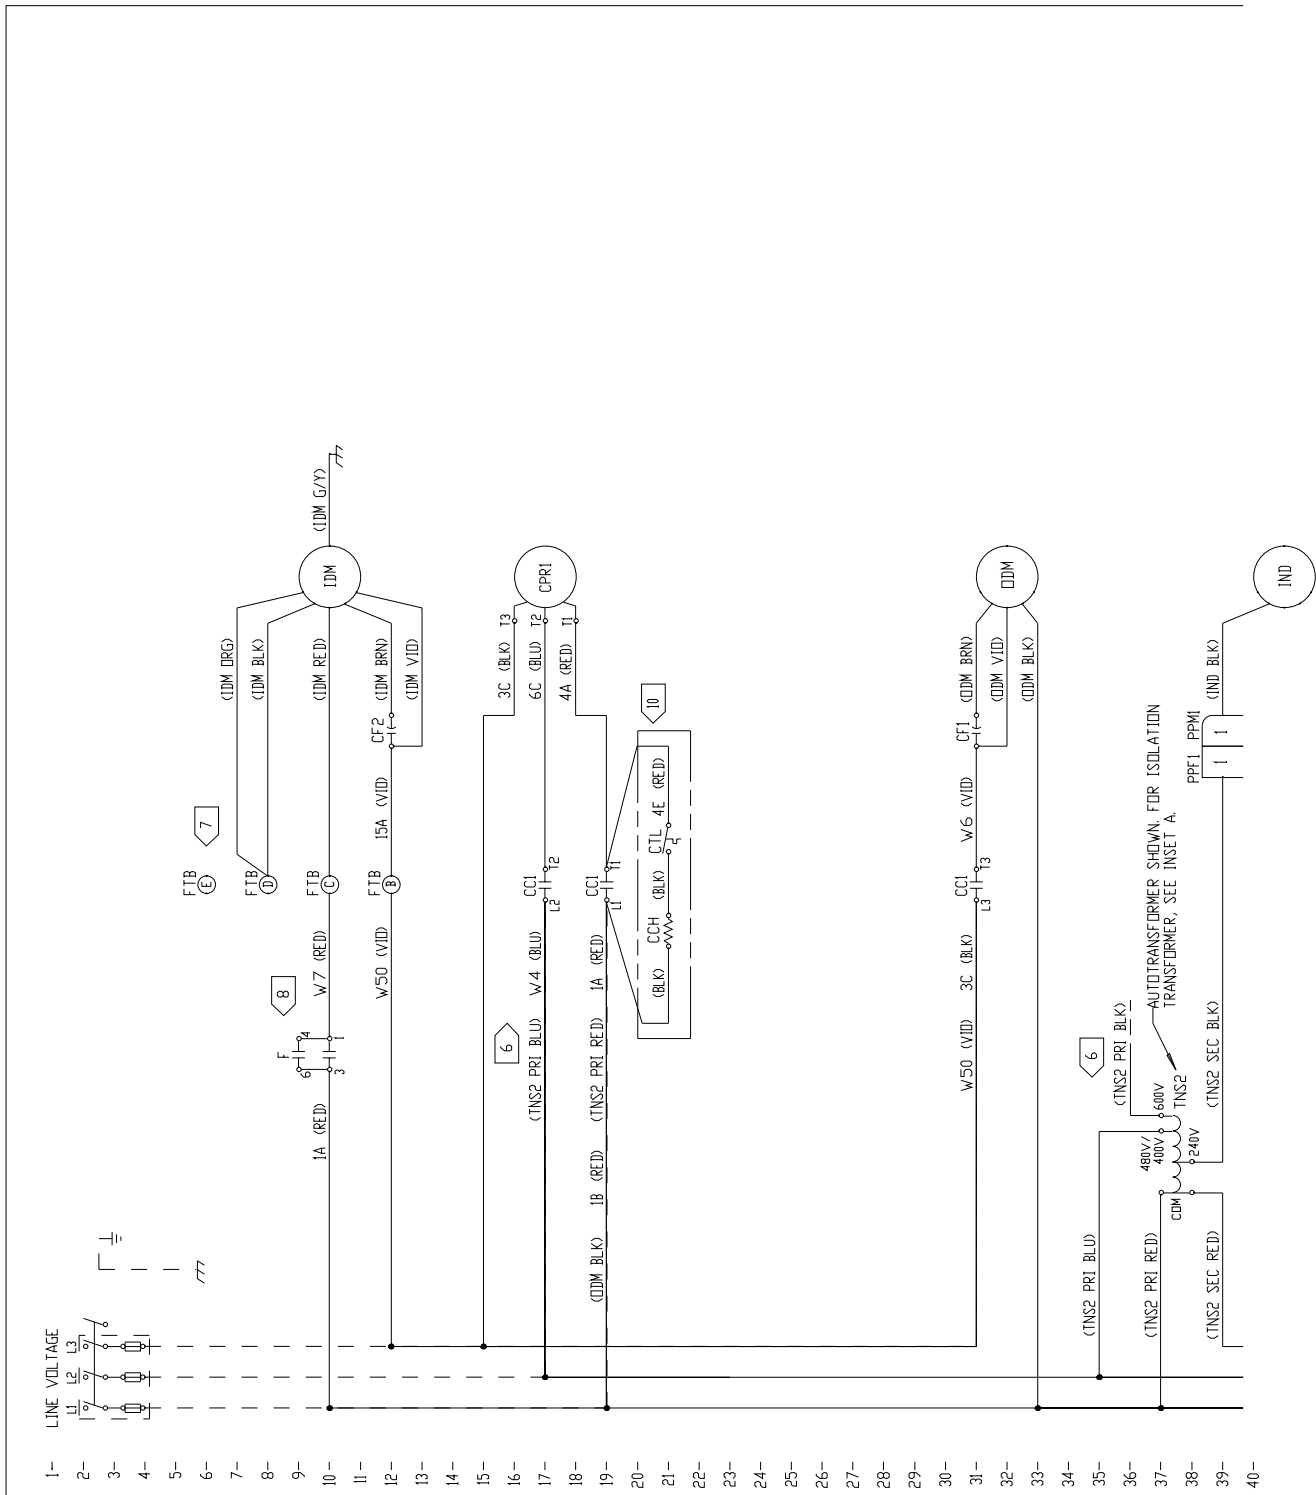 LINE VOLTAGE
L1
L2
L3
1A (RED)
3
1
6
4
F
8
W7 (RED)
W50 (VIO)
FTB
E
7
FTB
D
FTB
C
FTB
B
15A (VIO)
CF2
(IDM ORG)
(IDM BLK)
(IDM RED)
(IDM BRN)
(IDM VIO)
IDM
(IDM G/Y)
(TNS2 PRI BLU)
6
W4 (BLU)
L2
CC1
T2
3C (BLK)
6C (BLU)
4A (RED)
T3
T2
T1
CPR1
(ODM BLK)
1B (RED)
(TNS2 PRI RED)
1A (RED)
L1
CC1
T1
(BLK)
CCH
(BLK)
CTL
4E (RED)
10
W50 (VIO)
3C (BLK)
L3
CC1
T3
W6 (VIO)
CF1
(ODM BRN)
(ODM VIO)
(ODM BLK)
ODM
(TNS2 PRI BLU)
(TNS2 PRI RED)
(TNS2 SEC RED)
COM
480V/
400V
600V
240V
TNS2
6
(TNS2 PRI BLK)
(TNS2 SEC BLK)
AUTOTRANSFORMER SHOWN. FOR ISOLATION
TRANSFORMER, SEE INSET A.
PPF1 PPM1
1
1
(IND BLK)
IND
1-
2-
3-
4-
5-
6-
7-
8-
9-
10-
11-
12-
13-
14-
15-
16-
17-
18-
19-
20-
21-
22-
23-
24-
25-
26-
27-
28-
29-
30-
31-
32-
33-
34-
35-
36-
37-
38-
39-
40-